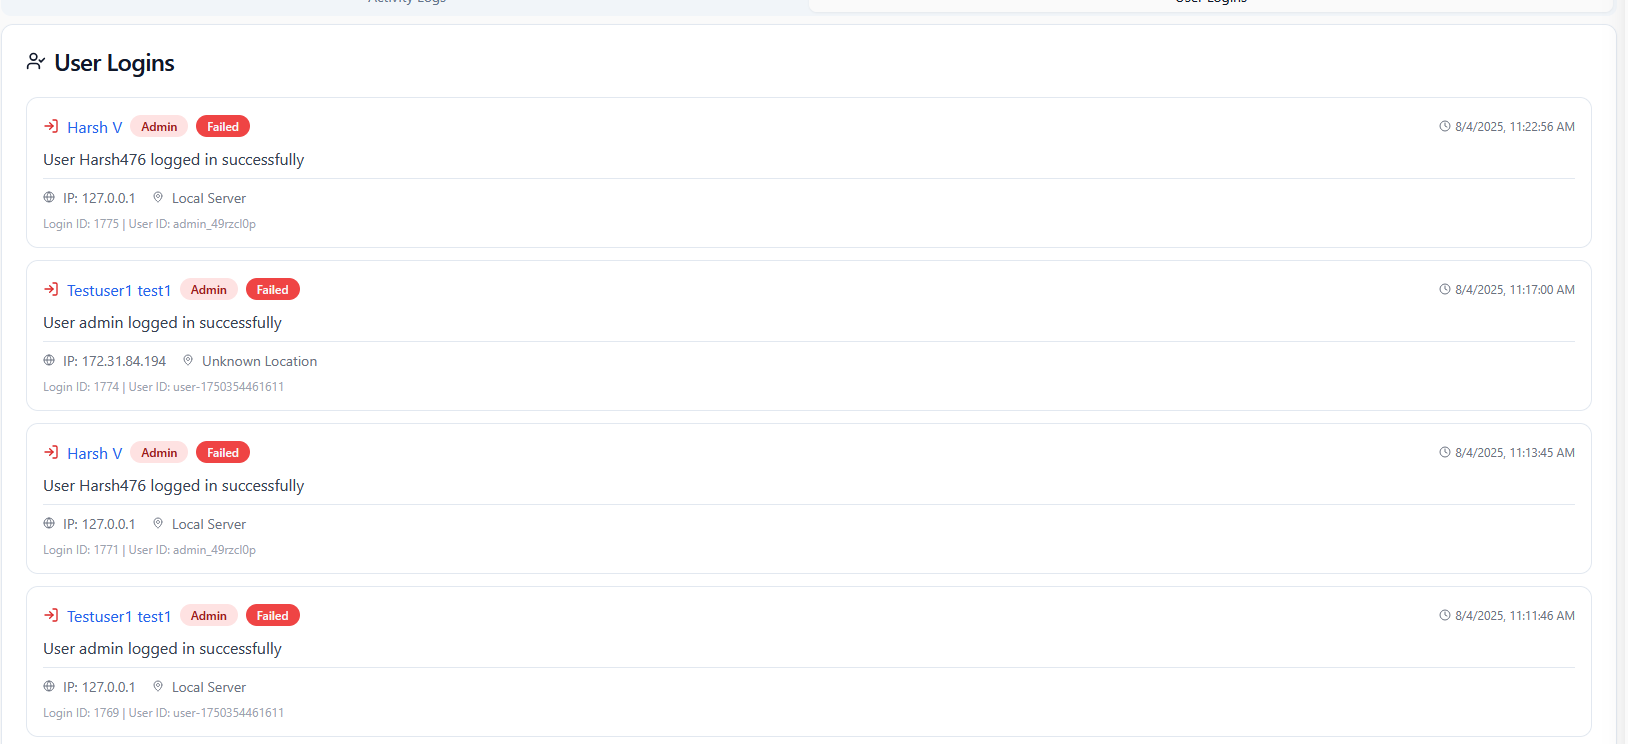 Activity Logs
User Logins
User Logins
Harsh V Admin Failed 8/4/2025, 11:22:56 AM
User Harsh476 logged in successfully
IP: 127.0.0.1 Local Server
Login ID: 1775 | User ID: admin_49rzcl0p
Testuser1 test1 Admin Failed 8/4/2025, 11:17:00 AM
User admin logged in successfully
IP: 172.31.84.194 Unknown Location
Login ID: 1774 | User ID: user-1750354461611
Harsh V Admin Failed 8/4/2025, 11:13:45 AM
User Harsh476 logged in successfully
IP: 127.0.0.1 Local Server
Login ID: 1771 | User ID: admin_49rzcl0p
Testuser1 test1 Admin Failed 8/4/2025, 11:11:46 AM
User admin logged in successfully
IP: 127.0.0.1 Local Server
Login ID: 1769 | User ID: user-1750354461611